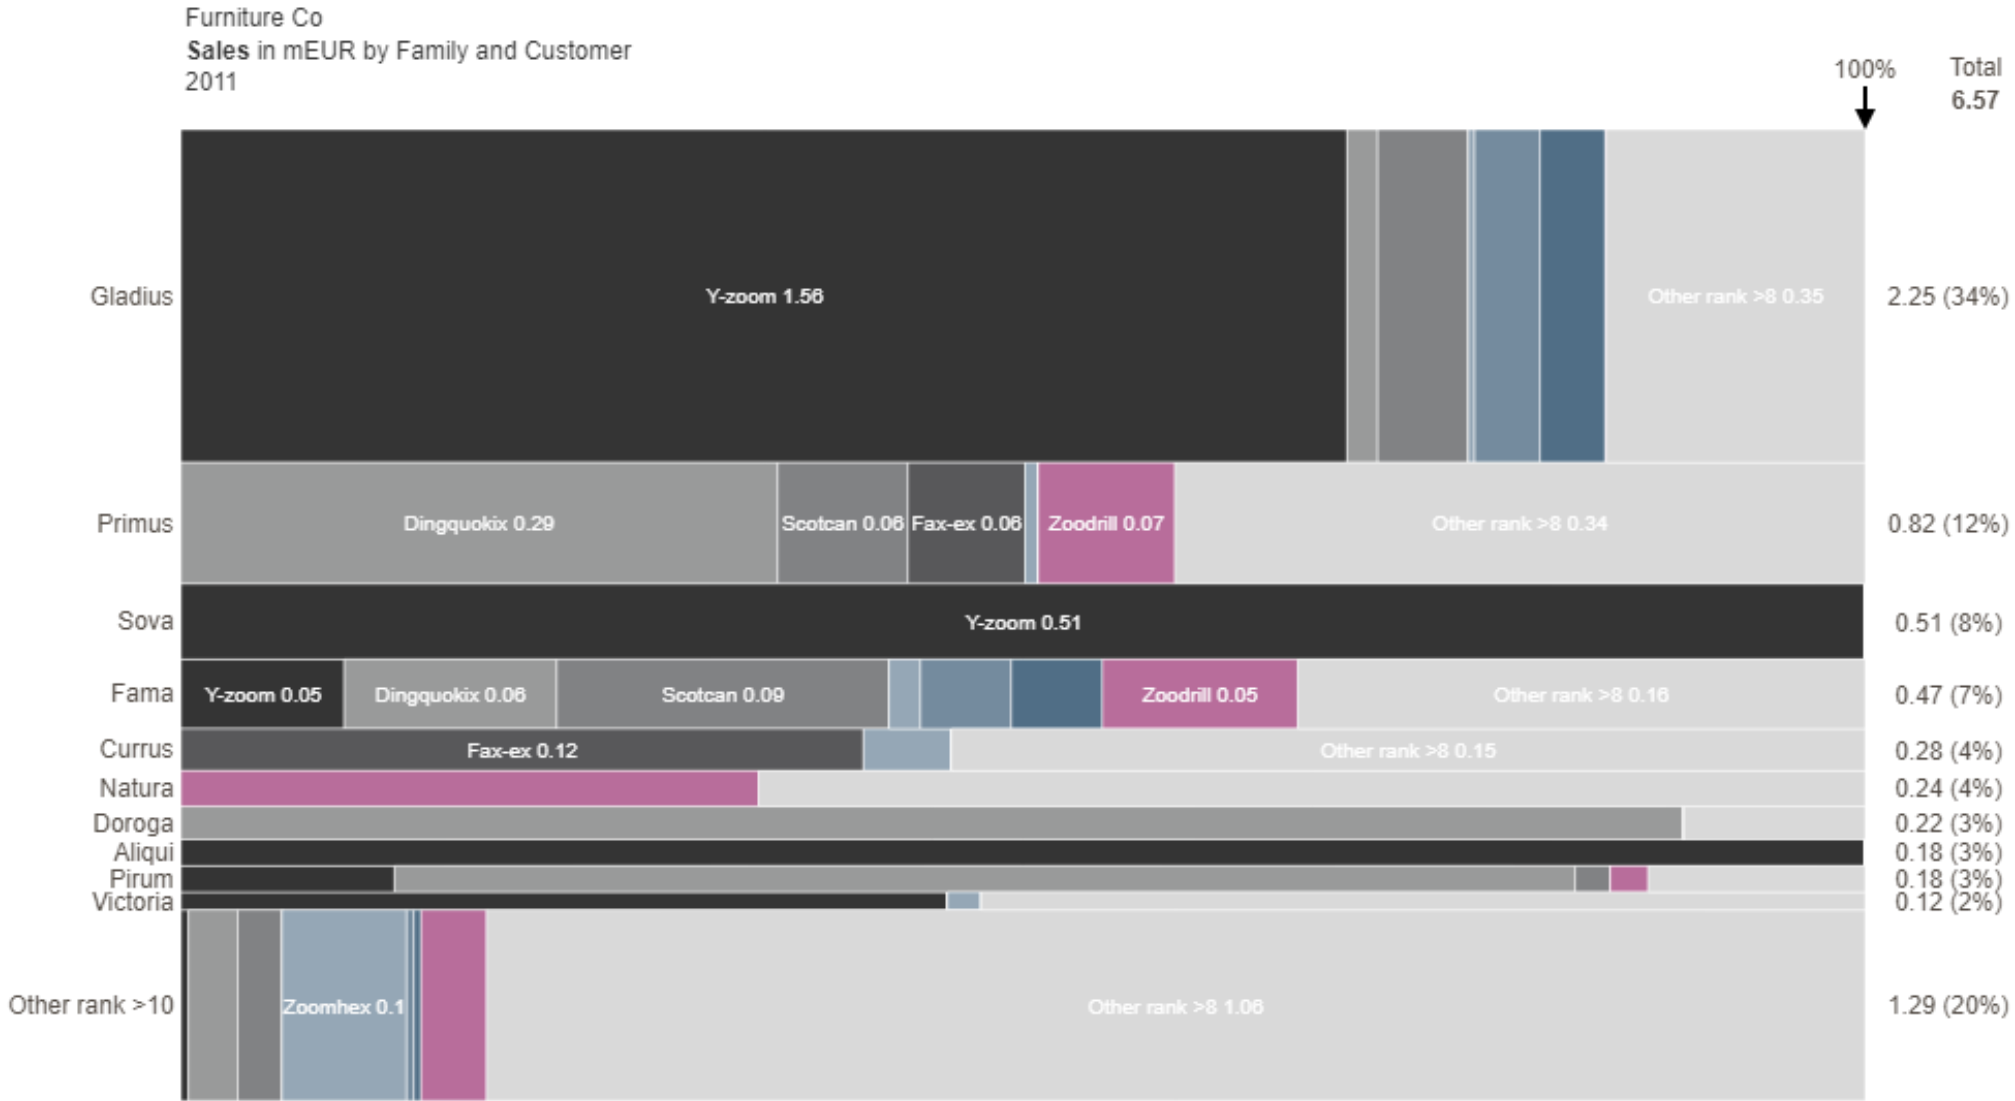 Furniture Co
Sales in mEUR by Family and Customer
2011
100%
Total
6.57
Gladius
Y-zoom 1.56
Other rank >8 0.35
2.25 (34%)
Primus
Dingquokix 0.29
Scotcan 0.06
Fax-ex 0.06
Zoodrill 0.07
Other rank >8 0.34
0.82 (12%)
Sova
Y-zoom 0.51
0.51 (8%)
Fama
Y-zoom 0.05
Dingquokix 0.06
Scotcan 0.09
Zoodrill 0.05
Other rank >8 0.16
0.47 (7%)
Currus
Fax-ex 0.12
Other rank >8 0.15
0.28 (4%)
Natura
0.24 (4%)
Doroga
0.22 (3%)
Aliqui
0.18 (3%)
Pirum
0.18 (3%)
Victoria
0.12 (2%)
Other rank >10
Zoomhex 0.1
Other rank >8 1.06
1.29 (20%)